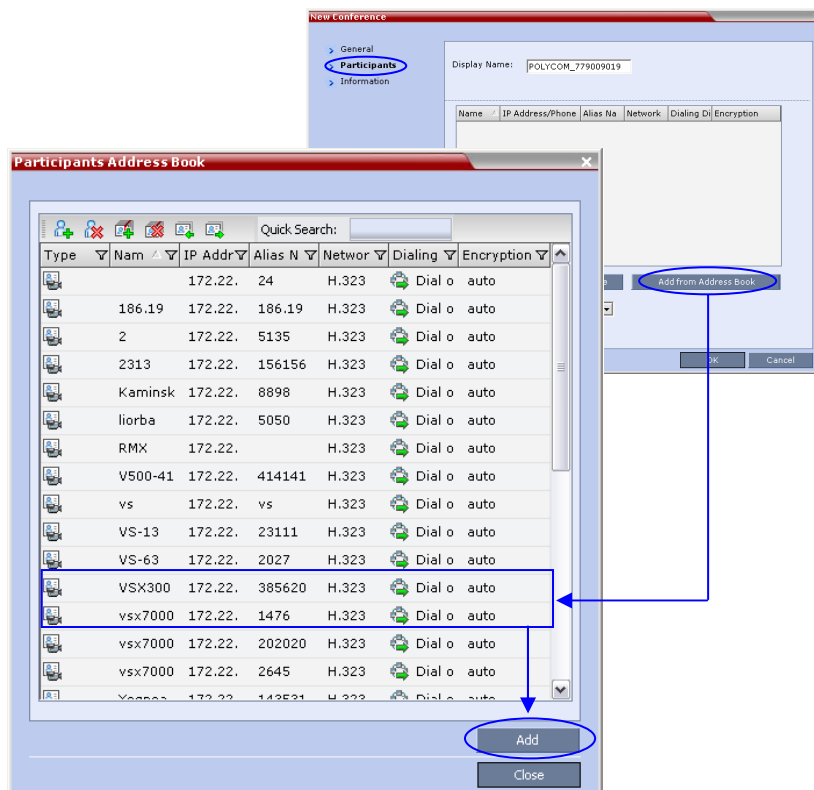 New Conference
General
Participants
Information
Display Name: POLYCOM_779009019
Name IP Address/Phone Alias Na Network Dialing Di Encryption
Add from Address Book
OK Cancel
Participants Address Book
Quick Search:
Type Nam IP Addr Alias N Networ Dialing Encryption
172.22. 24 H.323 Dial o auto
186.19 172.22. 186.19 H.323 Dial o auto
2 172.22. 5135 H.323 Dial o auto
2313 172.22. 156156 H.323 Dial o auto
Kaminsk 172.22. 8898 H.323 Dial o auto
liorba 172.22. 5050 H.323 Dial o auto
RMX 172.22. H.323 Dial o auto
V500-41 172.22. 414141 H.323 Dial o auto
vs 172.22. vs H.323 Dial o auto
VS-13 172.22. 23111 H.323 Dial o auto
VS-63 172.22. 2027 H.323 Dial o auto
VSX300 172.22. 385620 H.323 Dial o auto
vsx7000 172.22. 1476 H.323 Dial o auto
vsx7000 172.22. 202020 H.323 Dial o auto
vsx7000 172.22. 2645 H.323 Dial o auto
172.22. H.323 Dial o auto
Add
Close